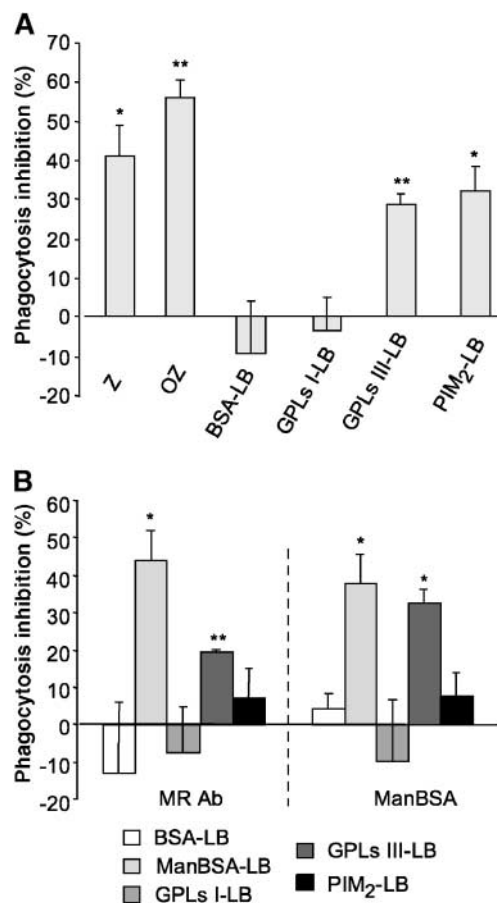 A
Phagocytosis inhibition (%)
70
60
50
40
30
20
10
0
-10
-20
*
**
**
*
Z
OZ
BSA-LB
GPLs I-LB
GPLs III-LB
PIM₂-LB
B
Phagocytosis inhibition (%)
60
50
40
30
20
10
0
-10
-20
*
**
*
*
MR Ab
ManBSA
BSA-LB
ManBSA-LB
GPLs I-LB
GPLs III-LB
PIM₂-LB